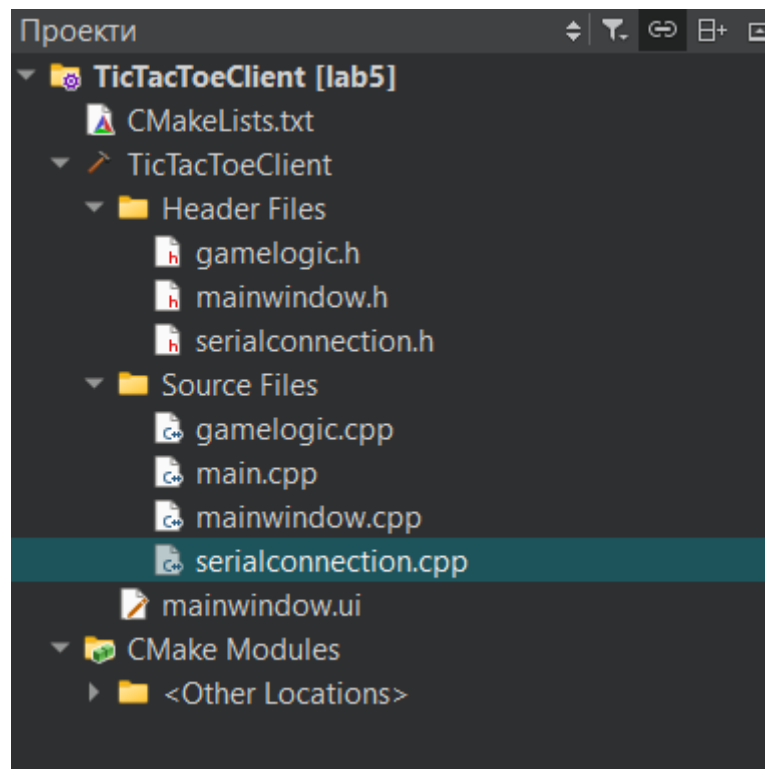 Проекти
TicTacToeClient [lab5]
CMakeLists.txt
TicTacToeClient
Header Files
gamelogic.h
mainwindow.h
serialconnection.h
Source Files
gamelogic.cpp
main.cpp
mainwindow.cpp
serialconnection.cpp
mainwindow.ui
CMake Modules
<Other Locations>